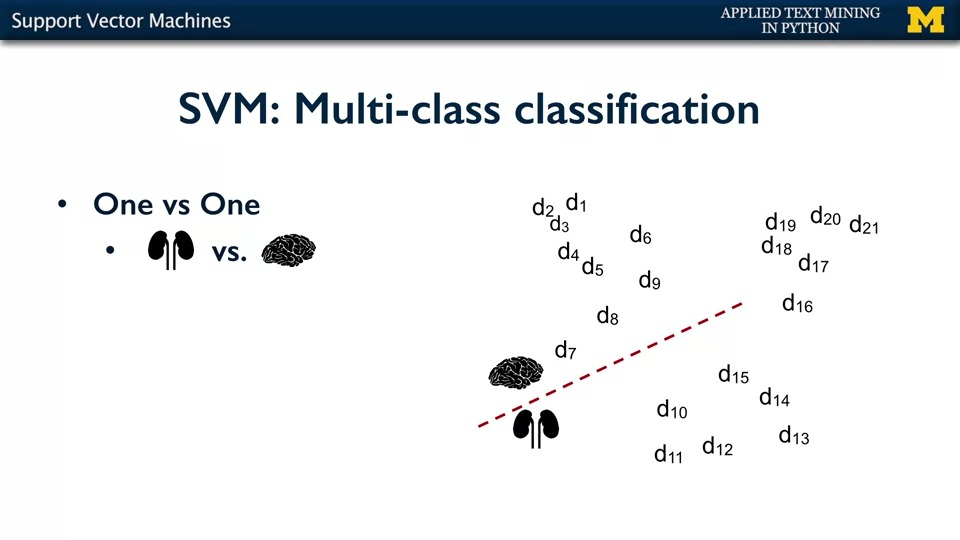 Support Vector Machines
APPLIED TEXT MINING
IN PYTHON
M
SVM: Multi-class classification
• One vs One
• vs.
d2 d1
d3
d6
d4
d5
d9
d8
d7
d19 d20 d21
d18
d17
d16
d15
d14
d10
d13
d12
d11